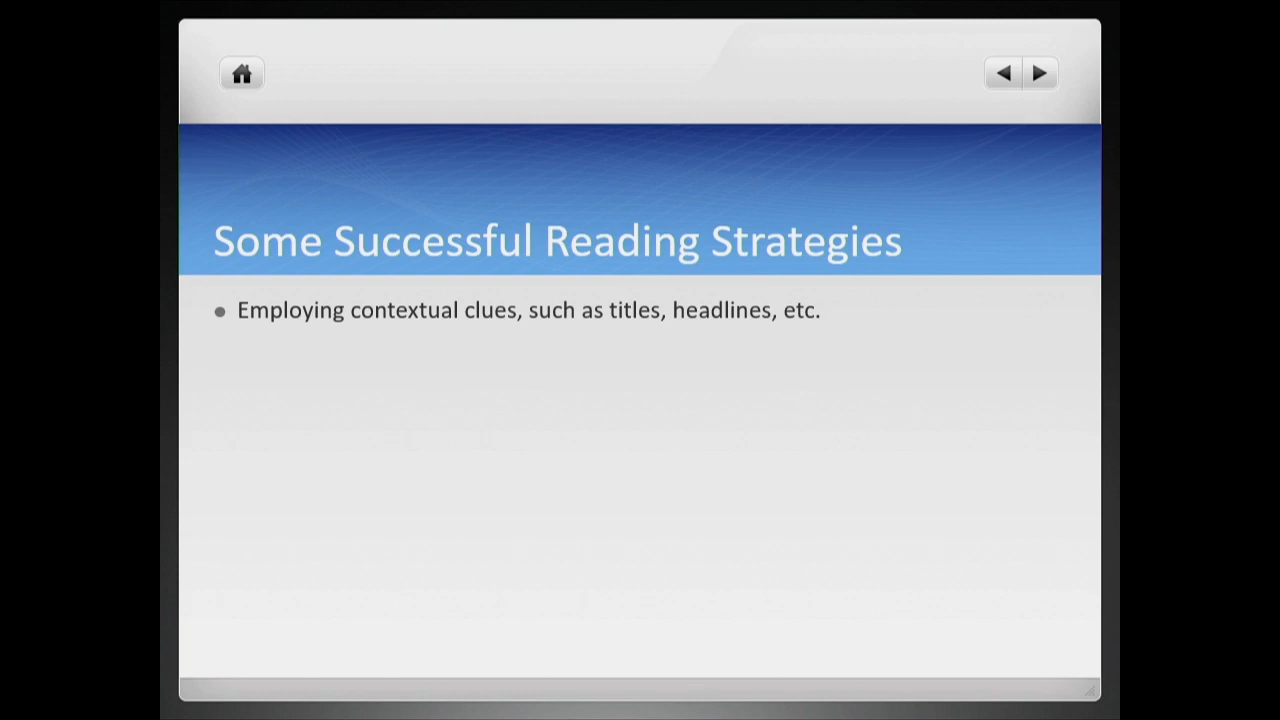 Some Successful Reading Strategies
Employing contextual clues, such as titles, headlines, etc.